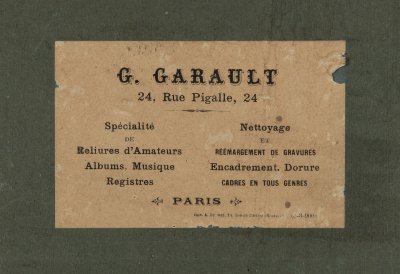 G. GARAULT
24, Rue Pigalle, 24
Spécialité
DE
Reliures d'Amateurs
Albums. Musique
Registres
Nettoyage
ET
RÉEMARGEMENT DE GRAVURES
Encadrement. Dorure
CADRES EN TOUS GENRES
PARIS